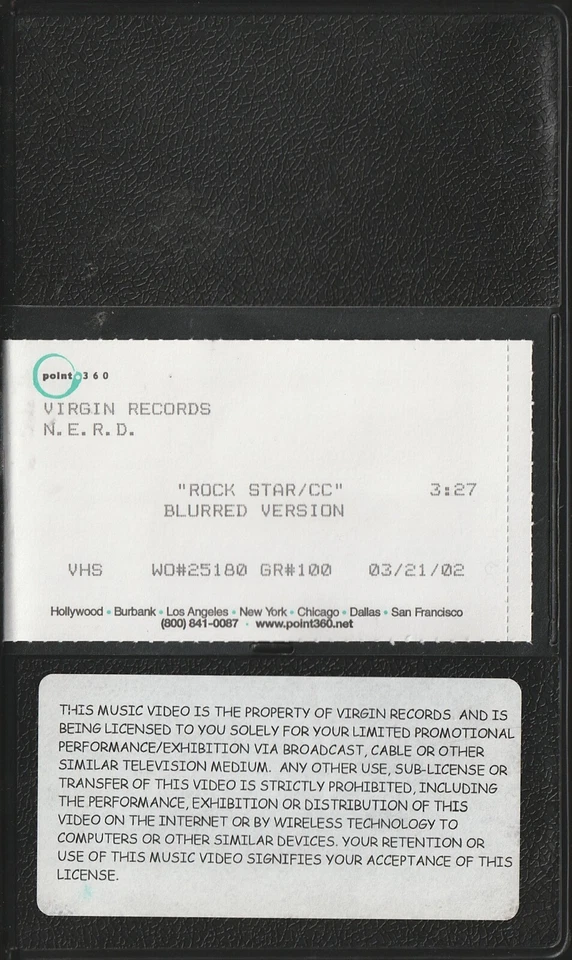 point.360
VIRGIN RECORDS
N.E.R.D.
"ROCK STAR/CC" 3:27
BLURRED VERSION
VHS WO#25180 GR#100 03/21/02
Hollywood • Burbank • Los Angeles • New York • Chicago • Dallas • San Francisco
(800) 841-0087 • www.point360.net
THIS MUSIC VIDEO IS THE PROPERTY OF VIRGIN RECORDS AND IS
BEING LICENSED TO YOU SOLELY FOR YOUR LIMITED PROMOTIONAL
PERFORMANCE/EXHIBITION VIA BROADCAST, CABLE OR OTHER
SIMILAR TELEVISION MEDIUM. ANY OTHER USE, SUB-LICENSE OR
TRANSFER OF THIS VIDEO IS STRICTLY PROHIBITED, INCLUDING
THE PERFORMANCE, EXHIBITION OR DISTRIBUTION OF THIS
VIDEO ON THE INTERNET OR BY WIRELESS TECHNOLOGY TO
COMPUTERS OR OTHER SIMILAR DEVICES. YOUR RETENTION OR
USE OF THIS MUSIC VIDEO SIGNIFIES YOUR ACCEPTANCE OF THIS
LICENSE.